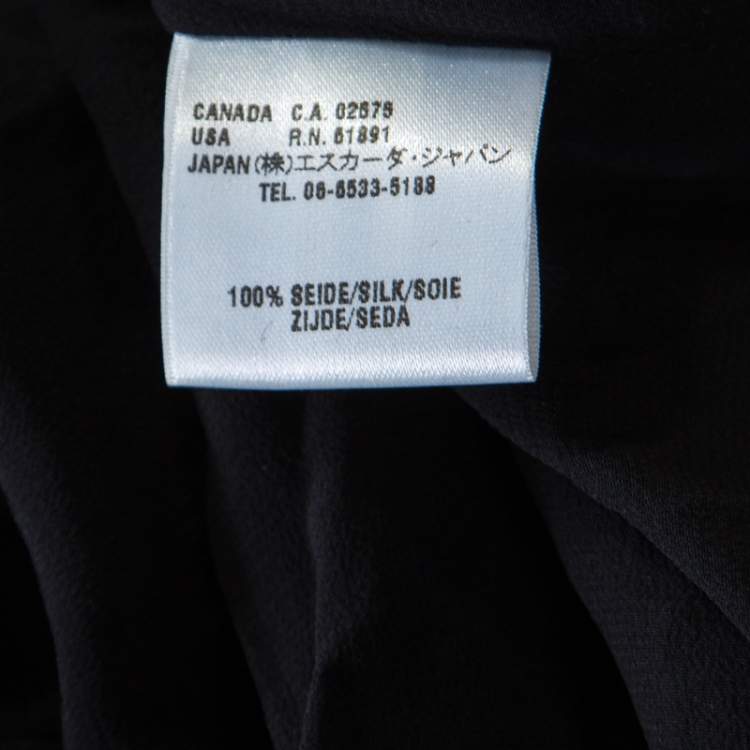 CANADA C.A. 02675
USA R.N. 61891
JAPAN(株)エスカーダ・ジャパン
TEL. 06-6533-5188
100% SEIDE/SILK/SOIE
ZIJDE/SEDA